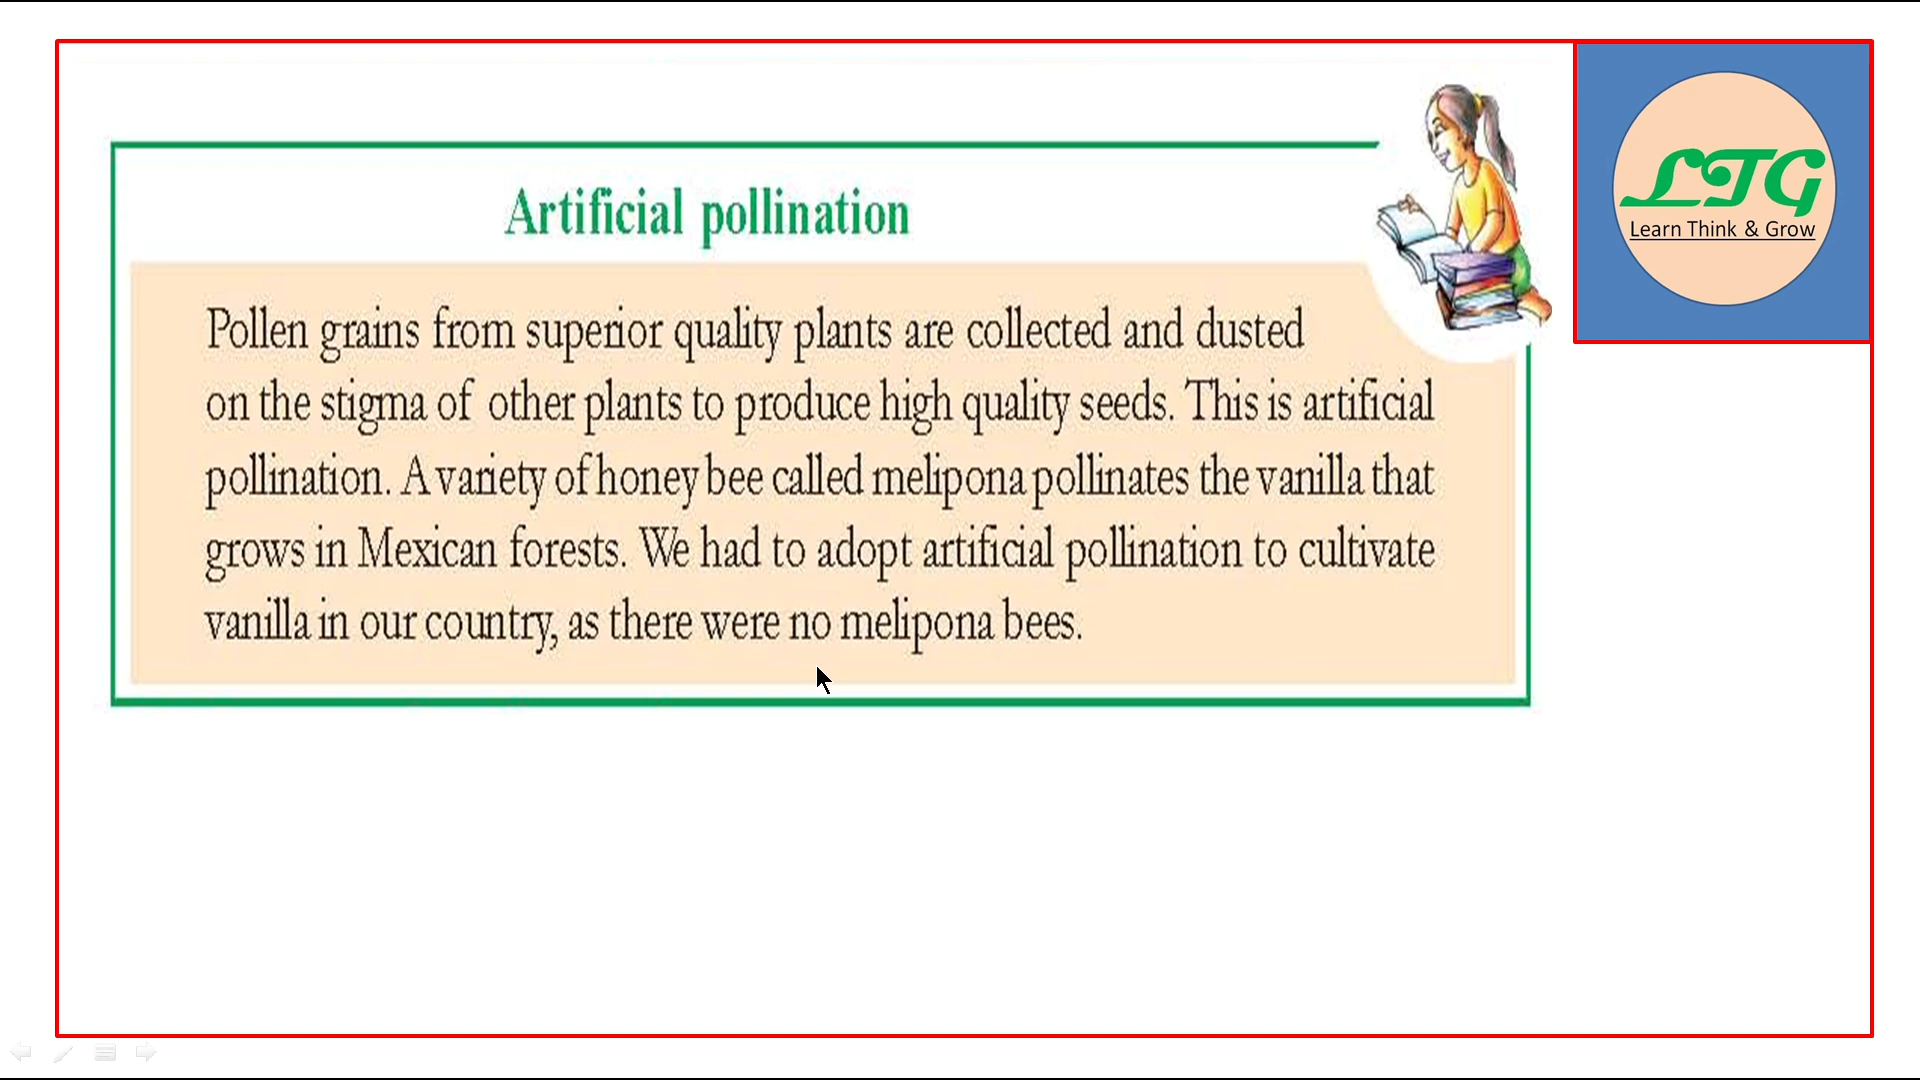 Artificial pollination
Pollen grains from superior quality plants are collected and dusted
on the stigma of other plants to produce high quality seeds. This is artificial
pollination. A variety of honey bee called melipona pollinates the vanilla that
grows in Mexican forests. We had to adopt artificial pollination to cultivate
vanilla in our country, as there were no melipona bees.
LTG
Learn Think & Grow